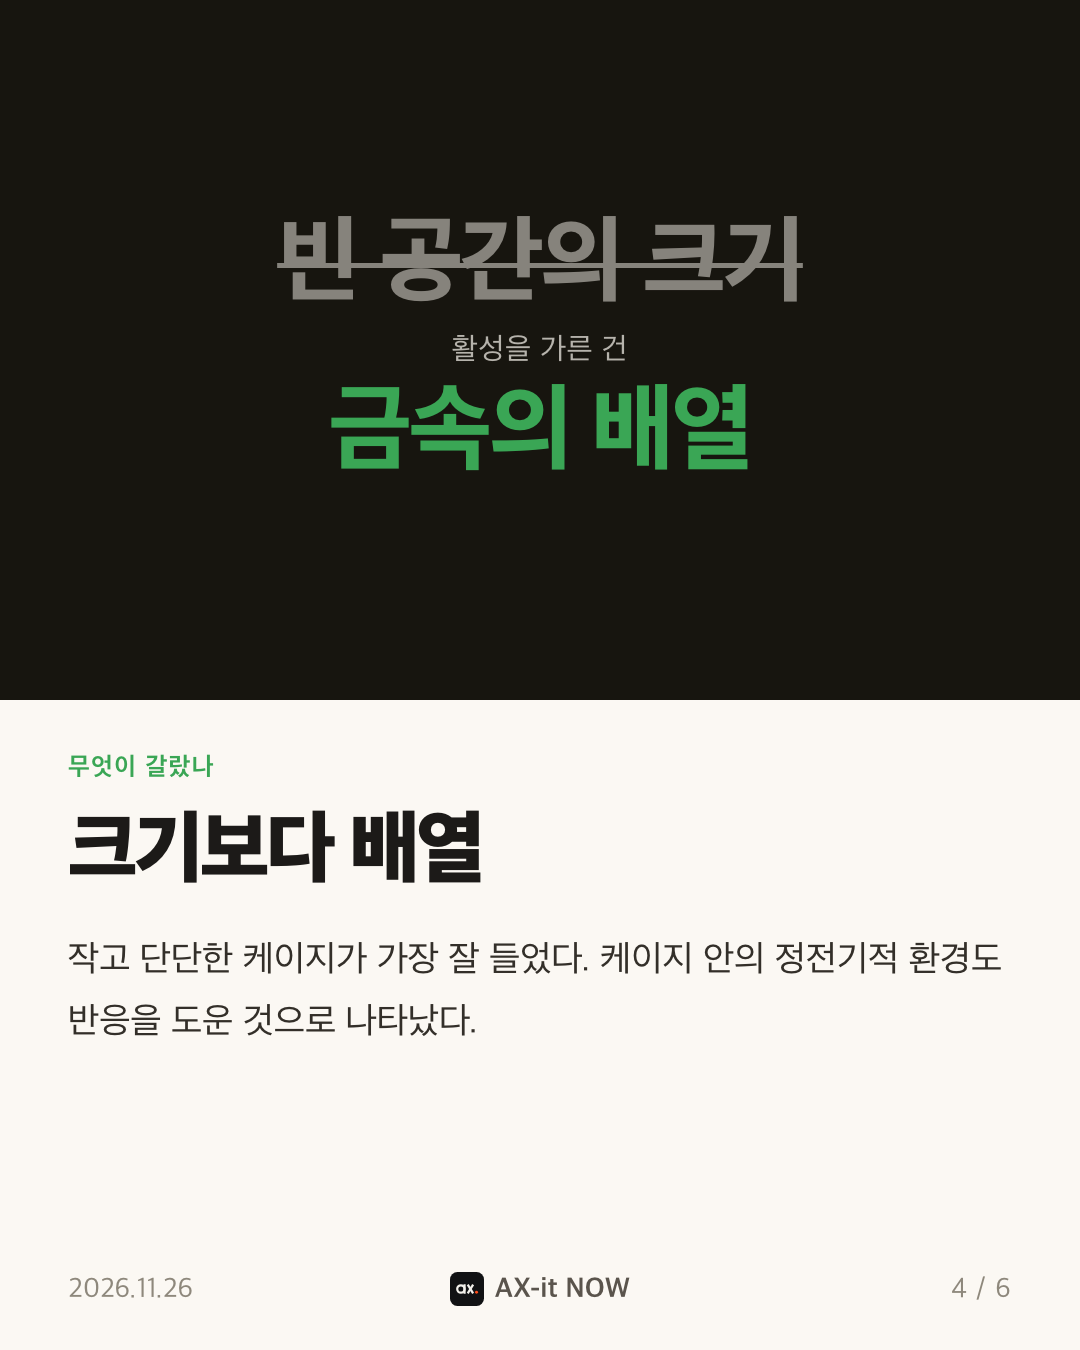 빈 공간의 크기
활성을 가른 건
금속의 배열
무엇이 갈랐나
크기보다 배열
작고 단단한 케이지가 가장 잘 들었다. 케이지 안의 정전기적 환경도
반응을 도운 것으로 나타났다.
2026.11.26
ax.
AX-it NOW
4 / 6